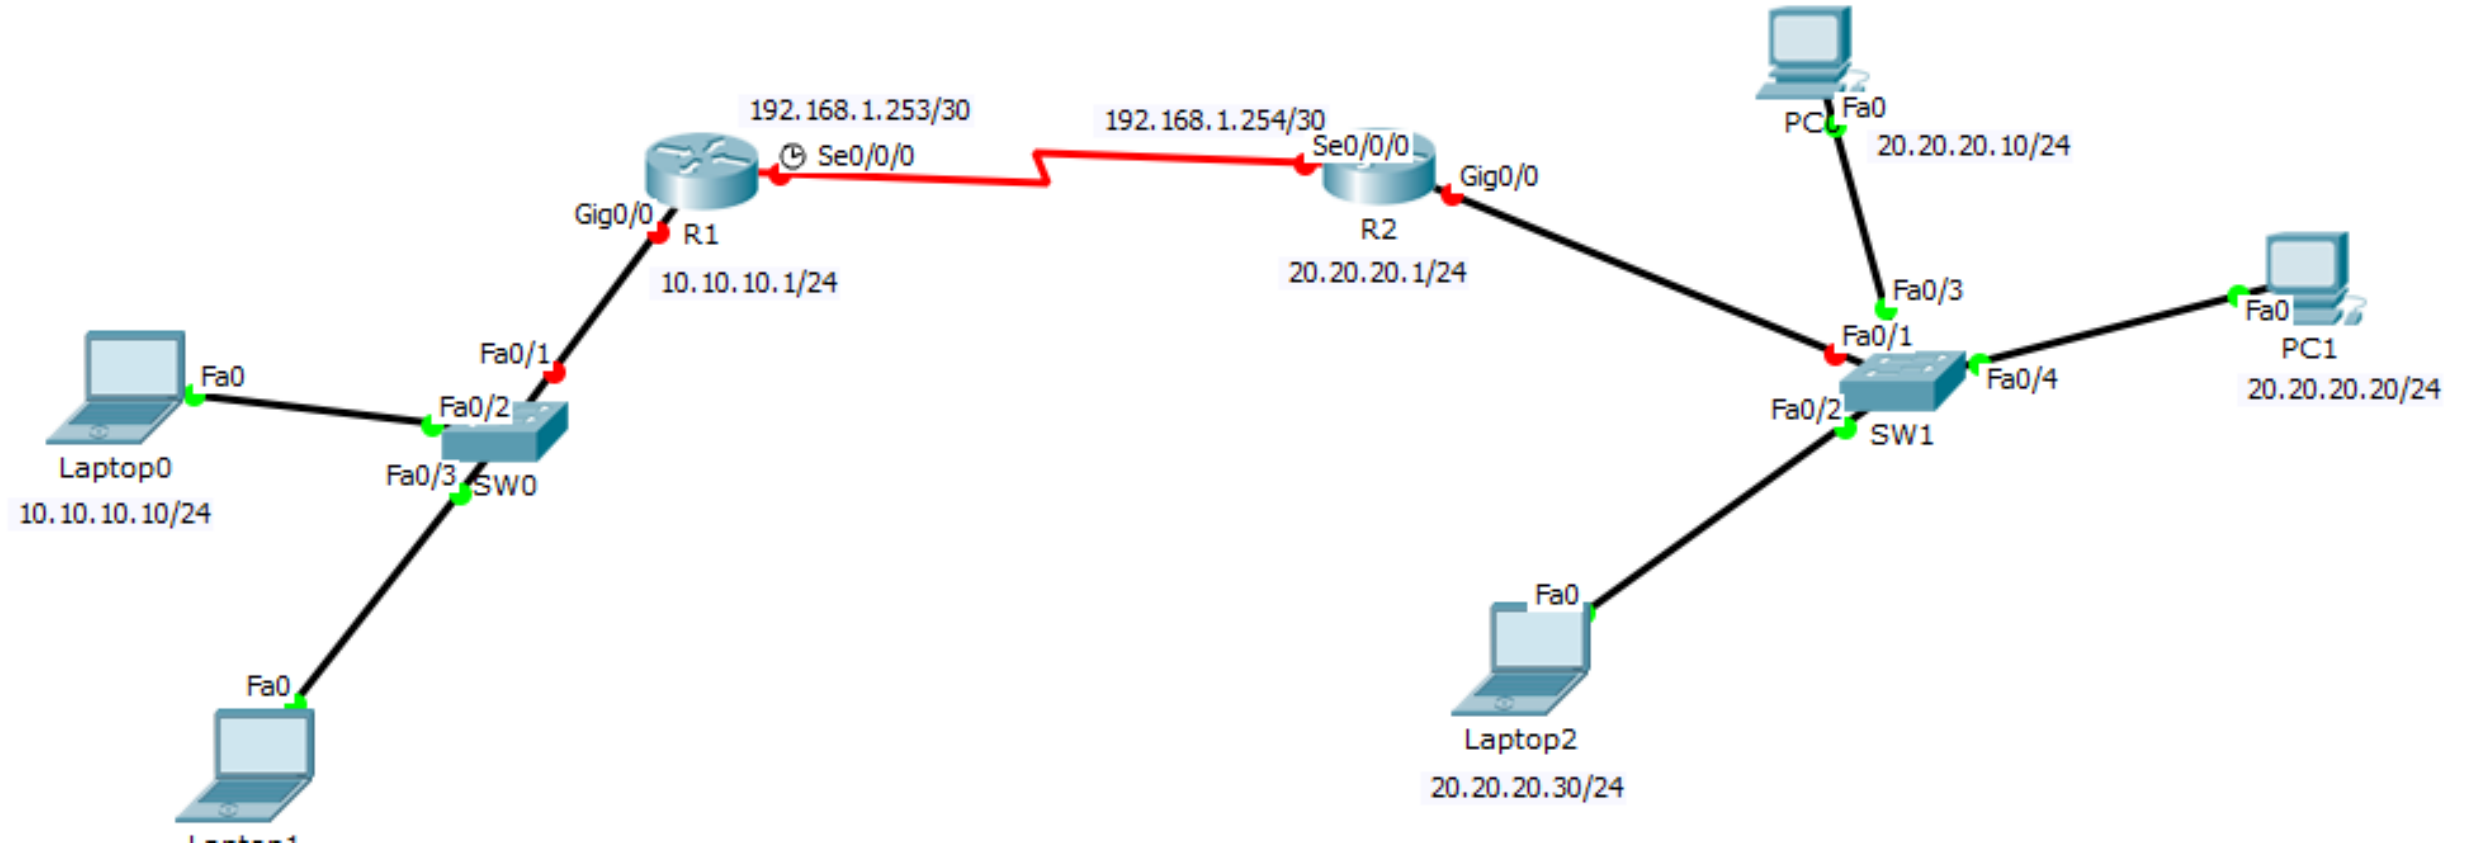 192.168.1.253/30
Se0/0/0
Gig0/0
R1
10.10.10.1/24
192.168.1.254/30
Se0/0/0
Gig0/0
R2
20.20.20.1/24
Fa0
20.20.20.10/24
Fa0/3
Fa0/1
Fa0
PC1
20.20.20.20/24
Fa0/4
Fa0/2
SW1
Fa0
Laptop2
20.20.20.30/24
Fa0/1
Fa0
Fa0/2
Laptop0
10.10.10.10/24
Fa0/3
SW0
Fa0